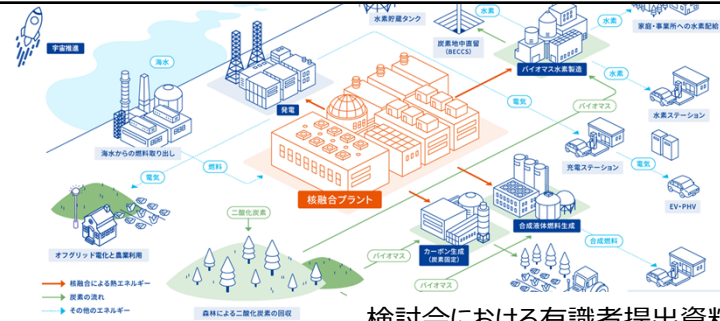 宇宙推進
海水
海水からの燃料取り出し
燃料
発電
水素貯蔵タンク
水素
炭素地中直留
(BECCS)
バイオマス水素製造
水素
家庭・事業所への水素配給
水素
水素ステーション
バイオマス
電気
充電ステーション
電気
EV・PHV
核融合プラント
電気
オフグリッド電化と農業利用
二酸化炭素
森林による二酸化炭素の回収
バイオマス
カーボン生成
(炭素固定)
バイオマス
合成液体燃料生成
合成燃料
核融合による熱エネルギー
炭素の流れ
その他のエネルギー